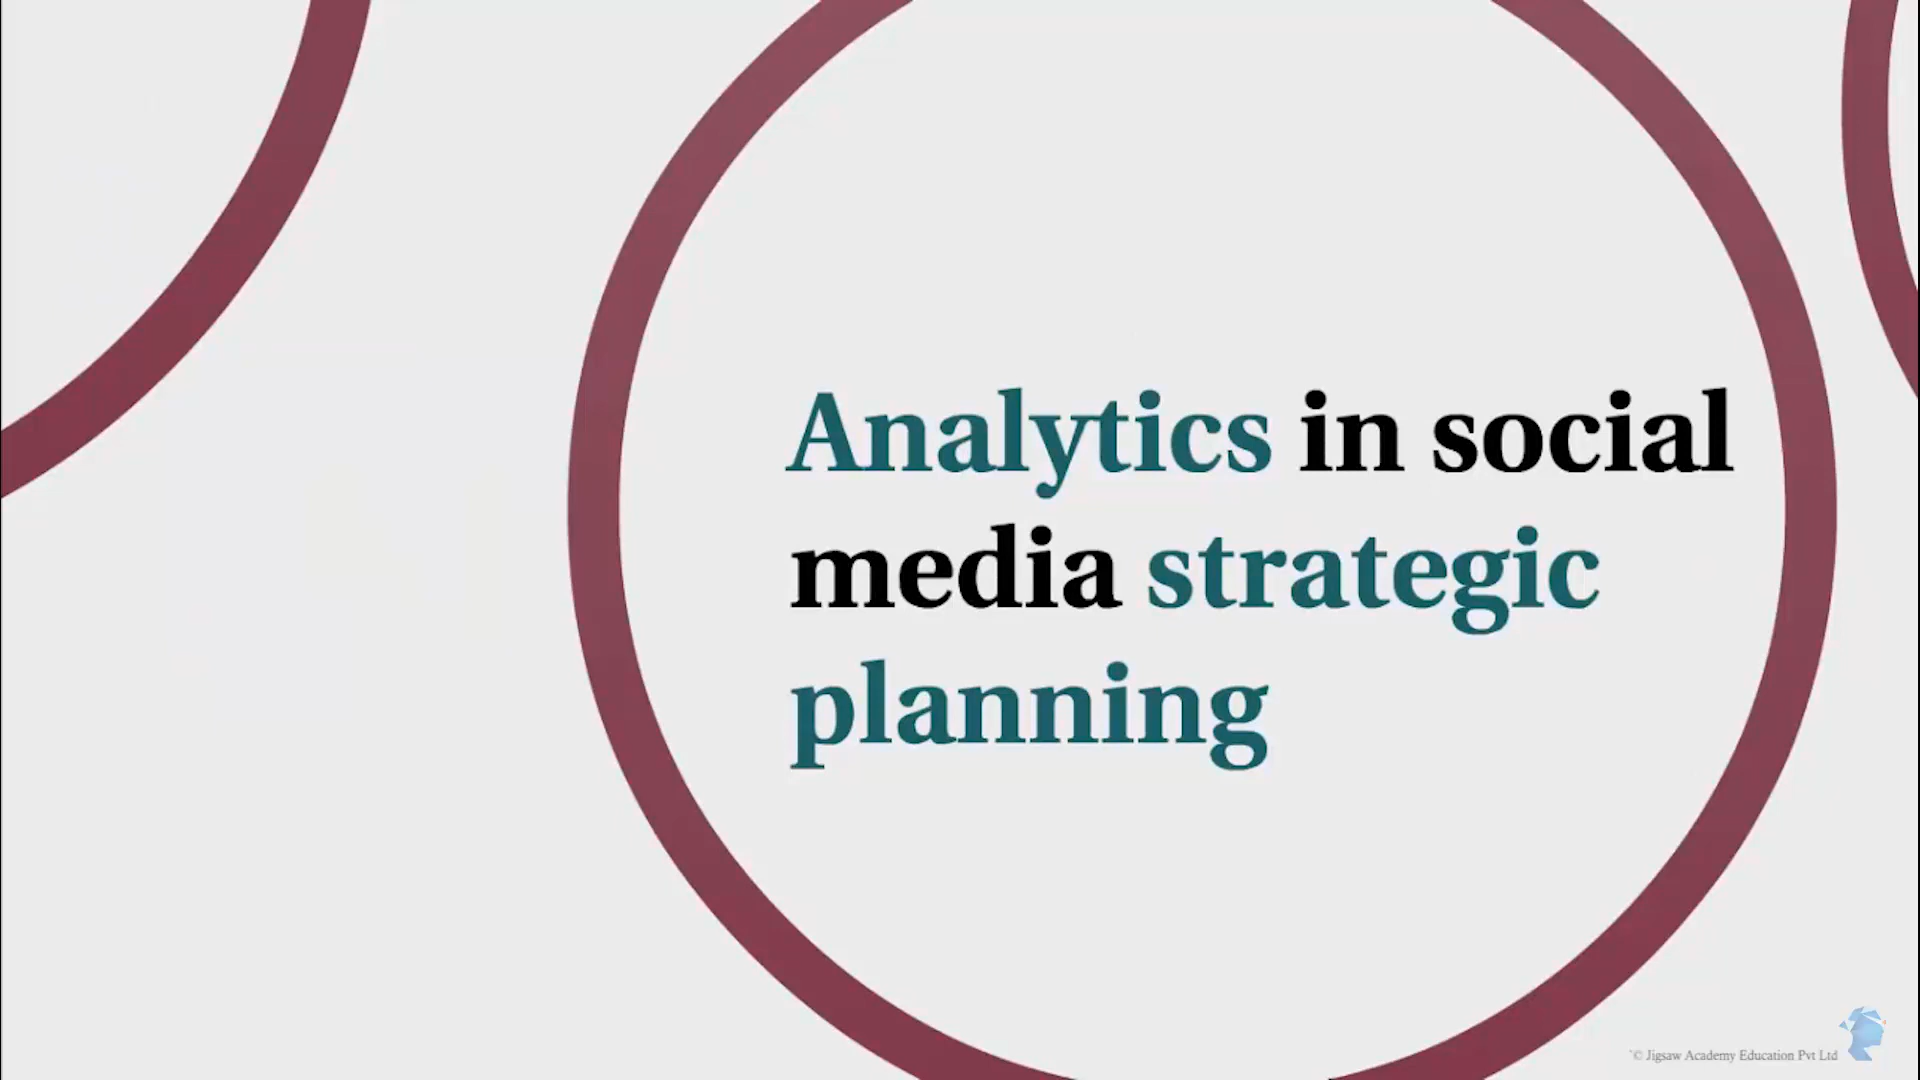 Analytics in social
media strategic
planning
© Jigsaw Academy Education Pvt Ltd